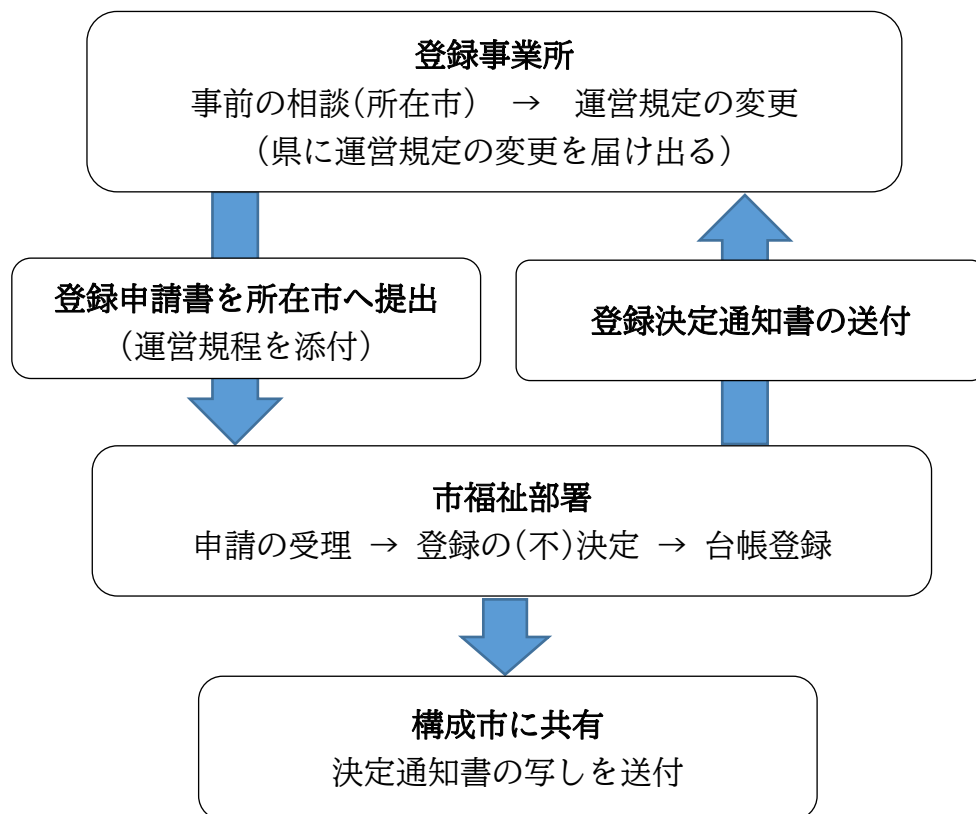 登録事業所
事前の相談(所在市) → 運営規定の変更
(県に運営規定の変更を届け出る)
登録申請書を所在市へ提出
(運営規程を添付)
登録決定通知書の送付
市福祉部署
申請の受理 → 登録の(不)決定 → 台帳登録
構成市に共有
決定通知書の写しを送付